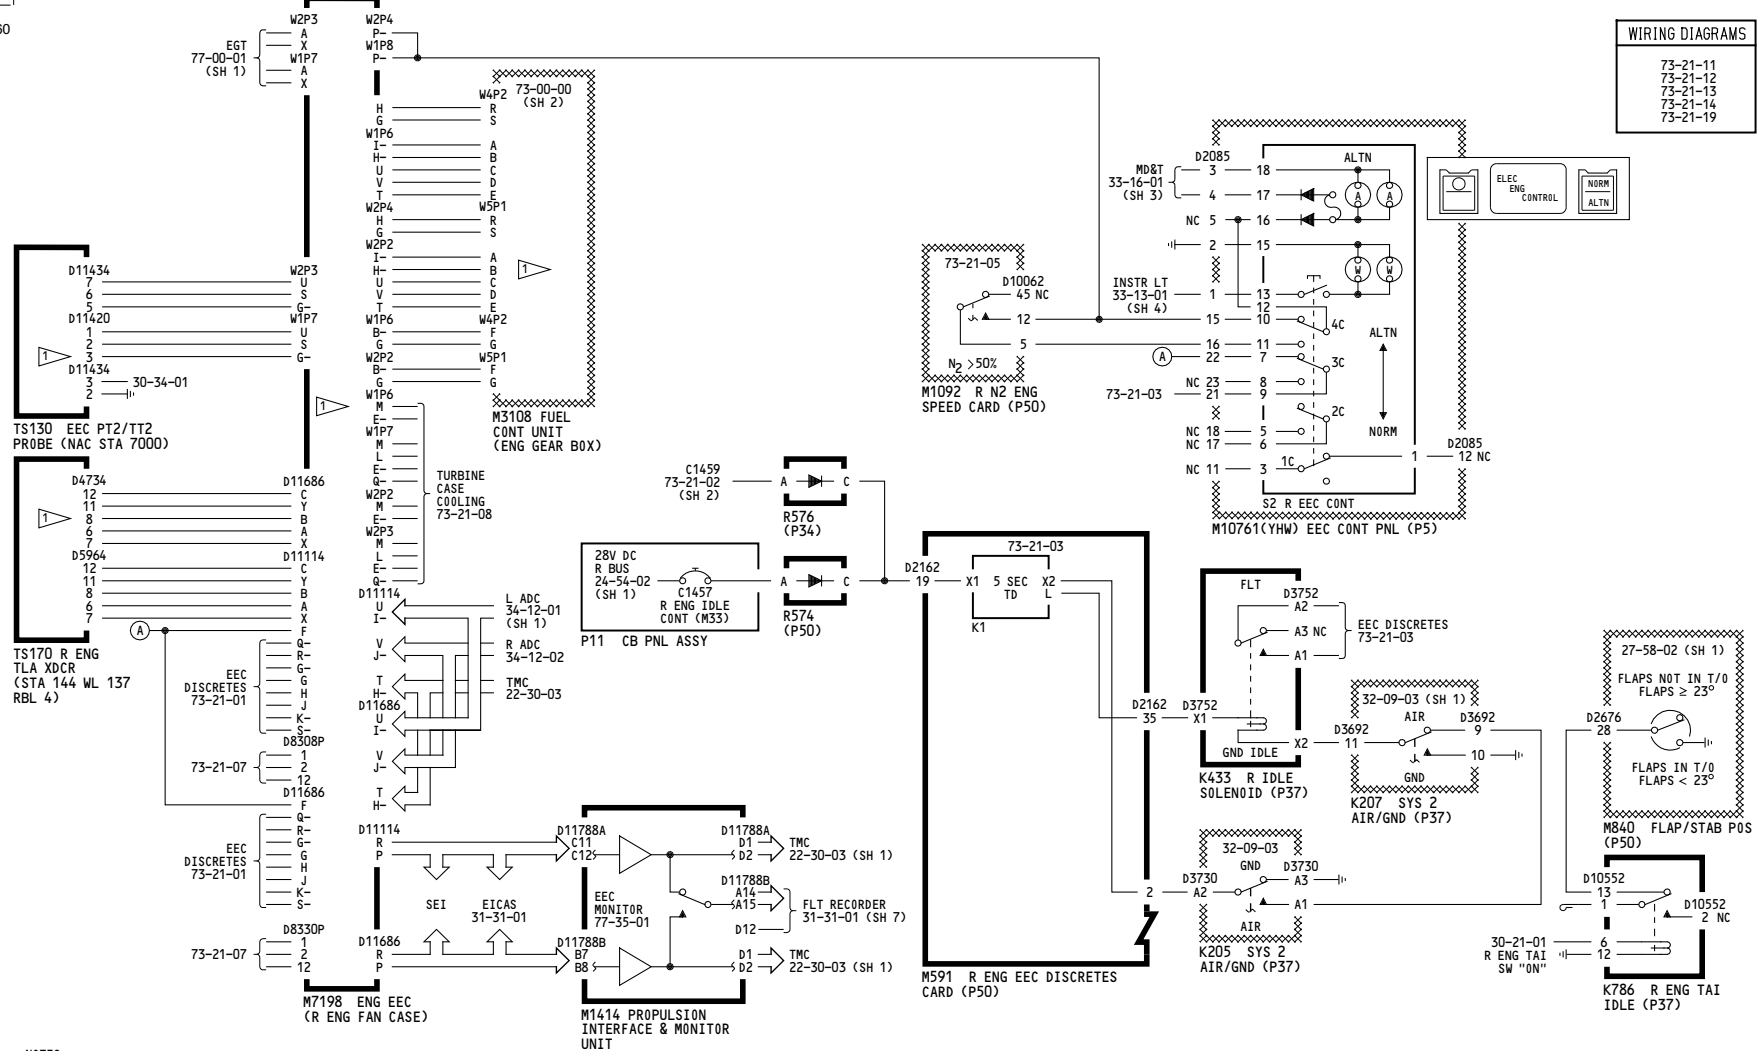 60
EGT
77-00-01
(SH 1)
W2P3
A
X
W1P7
A
X
W2P4
P-
W1P8
P-
H
G
W1P6
I-
H-
U
V
T
W2P4
H
G
W2P2
I-
H-
U
V
T
W1P6
B-
G
W2P2
B-
G
W1P6
M
E-
W1P7
M
L
E-
Q-
W2P2
M
E-
W2P3
M
L
E-
Q-
TURBINE
CASE
COOLING
73-21-08
73-00-00
(SH 2)
W4P2
R
S
A
B
C
D
E
W5P1
R
S
A
B
C
D
E
W4P2
F
G
W5P1
F
G
1
M3108 FUEL
CONT UNIT
(ENG GEAR BOX)
D11434
7
6
5
D11420
1
2
3
D11434
3
2
30-34-01
1
W2P3
U
S
G-
W1P7
U
S
G-
1
TS130 EEC PT2/TT2
PROBE (NAC STA 7000)
D4734
12
11
8
6
7
D5964
12
11
8
6
7
1
D11686
C
Y
B
A
X
D11114
C
Y
B
A
X
F
A
TS170 R ENG
TLA XDCR
(STA 144 WL 137
RBL 4)
EEC
DISCRETES
73-21-01
Q-
R-
G-
G
H
J
K-
S-
D8308P
73-21-07
1
2
12
D11686
F
EEC
DISCRETES
73-21-01
Q-
R-
G-
G
H
J
K-
S-
D8330P
73-21-07
1
2
12
D11114
U
I-
V
J-
T
H-
D11686
U
I-
V
J-
T
H-
L ADC
34-12-01
(SH 1)
R ADC
34-12-02
TMC
22-30-03
D11114
R
P
D11686
R
P
SEI
EICAS
31-31-01
M7198 ENG EEC
(R ENG FAN CASE)
D11788A
C11
C12
EEC
MONITOR
77-35-01
D11788B
B7
B8
D11788A
D1
D2
TMC
22-30-03 (SH 1)
D11788B
A14
A15
D12
FLT RECORDER
31-31-01 (SH 7)
D1
D2
TMC
22-30-03 (SH 1)
M1414 PROPULSION
INTERFACE & MONITOR
UNIT
C1459
73-21-02
(SH 2)
A
C
R576
(P34)
28V DC
R BUS
24-54-02
(SH 1)
C1457
R ENG IDLE
CONT (M33)
P11 CB PNL ASSY
A
C
R574
(P50)
D2162
19
73-21-03
X1
5 SEC
TD
X2
L
K1
D2162
35
2
M591 R ENG EEC DISCRETES
CARD (P50)
73-21-05
D10062
45 NC
12
5
N2 >50%
M1092 R N2 ENG
SPEED CARD (P50)
MD&T
33-16-01
(SH 3)
D2085
3
4
NC 5
2
INSTR LT
33-13-01
(SH 4)
1
15
16
A
22
NC 23
73-21-03
21
NC 18
NC 17
NC 11
18
17
16
15
13
12
10
11
7
8
9
5
6
3
ALTN
A
A
W
W
4C
3C
2C
1C
ALTN
NORM
1
D2085
12 NC
S2 R EEC CONT
M10761(YHW) EEC CONT PNL (P5)
ELEC
ENG
CONTROL
NORM
ALTN
WIRING DIAGRAMS
73-21-11
73-21-12
73-21-13
73-21-14
73-21-19
FLT
D3752
A2
A3 NC
A1
EEC DISCRETES
73-21-03
D3752
X1
GND IDLE
X2
K433 R IDLE
SOLENOID (P37)
32-09-03 (SH 1)
AIR
D3692
11
D3692
9
10
GND
K207 SYS 2
AIR/GND (P37)
32-09-03
GND
D3730
A2
D3730
A3
A1
AIR
K205 SYS 2
AIR/GND (P37)
27-58-02 (SH 1)
FLAPS NOT IN T/O
FLAPS ≥ 23°
D2676
28
FLAPS IN T/O
FLAPS < 23°
M840 FLAP/STAB POS
(P50)
D10552
13
1
D10552
2 NC
30-21-01
R ENG TAI
SW "ON"
6
12
K786 R ENG TAI
IDLE (P37)